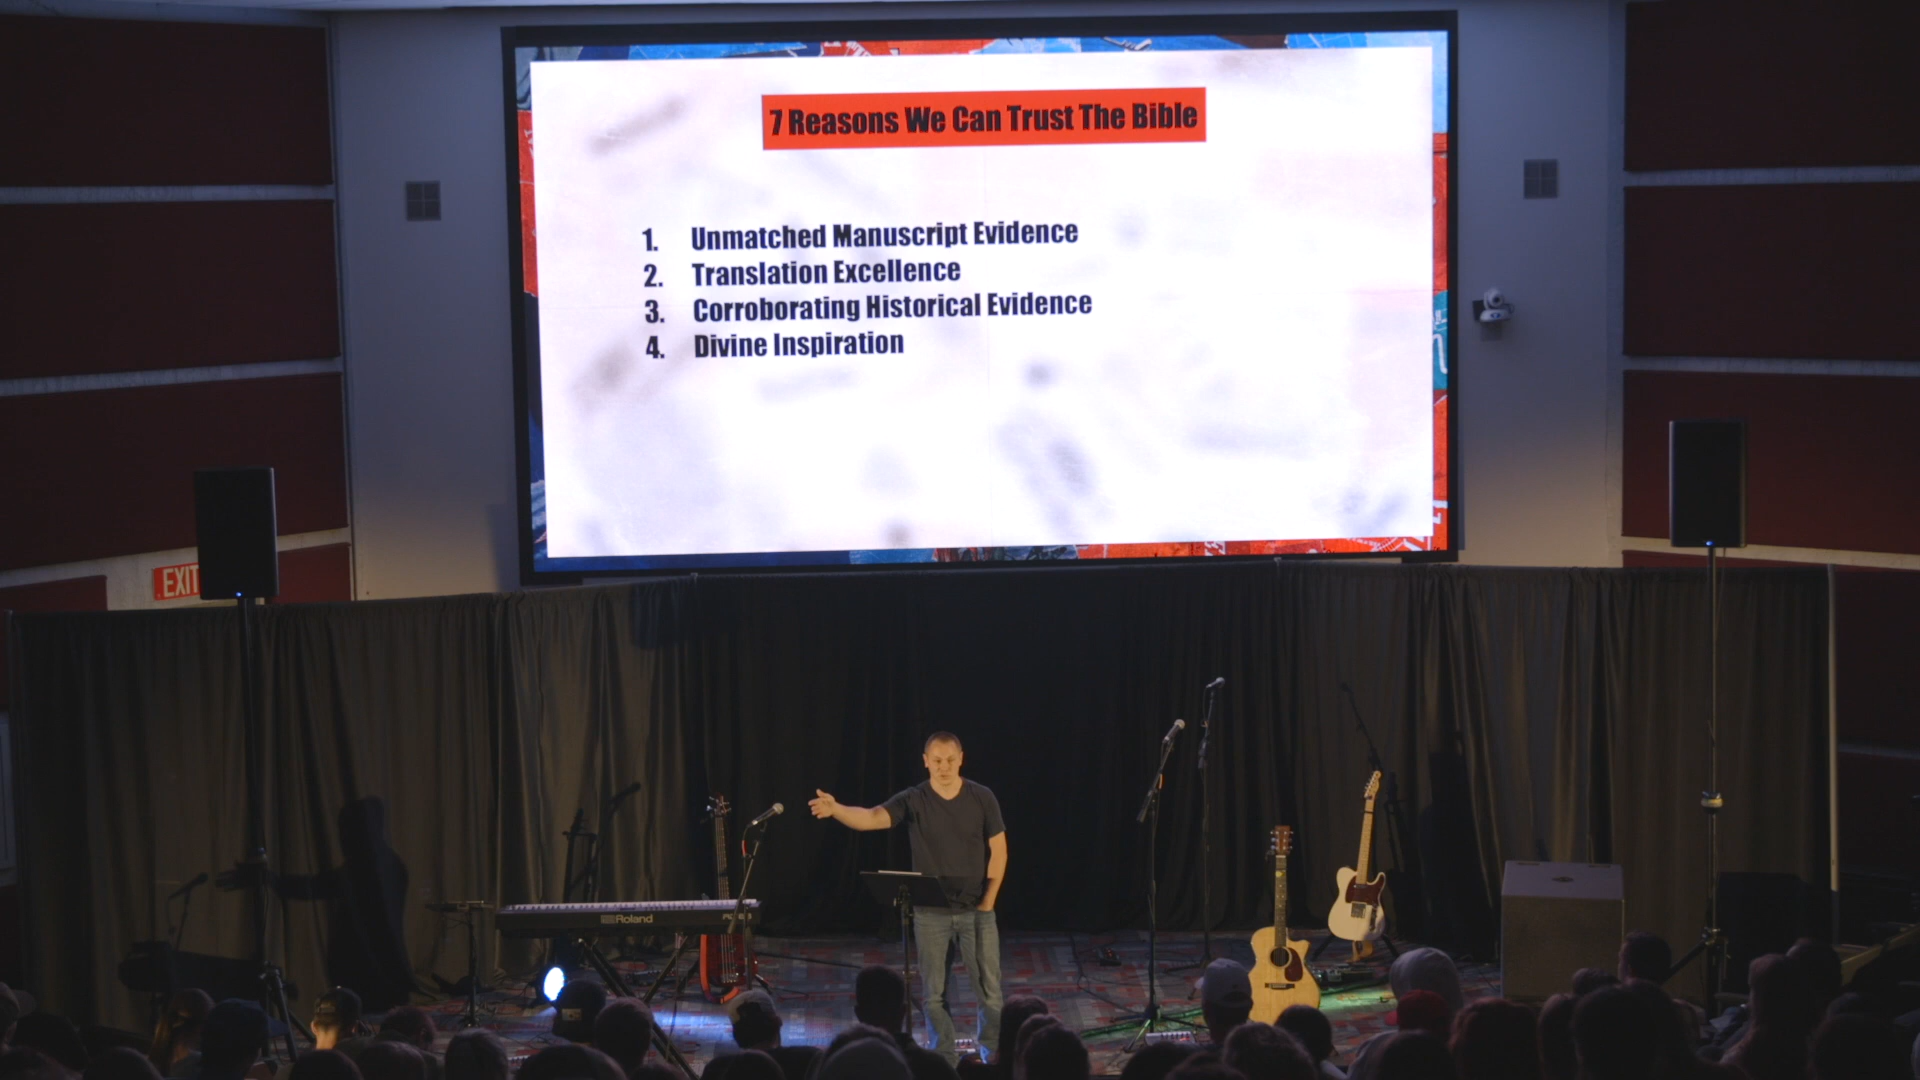 7 Reasons We Can Trust The Bible
1. Unmatched Manuscript Evidence
2. Translation Excellence
3. Corroborating Historical Evidence
4. Divine Inspiration
EXIT
Roland